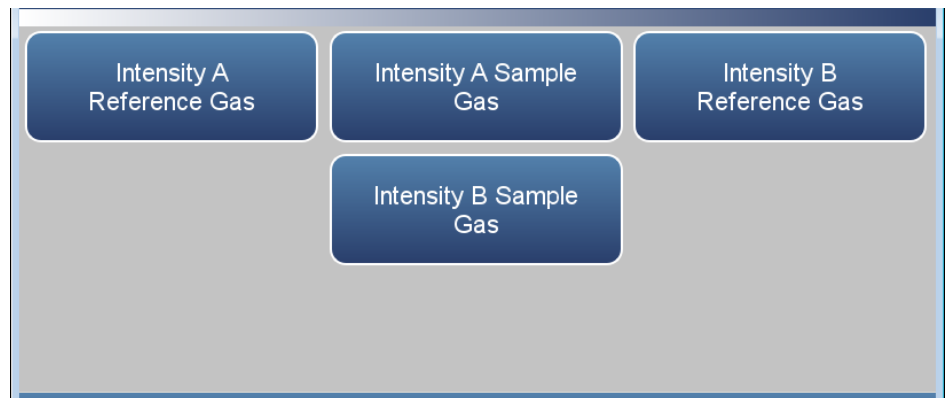 Intensity A
Reference Gas
Intensity A Sample
Gas
Intensity B
Reference Gas
Intensity B Sample
Gas